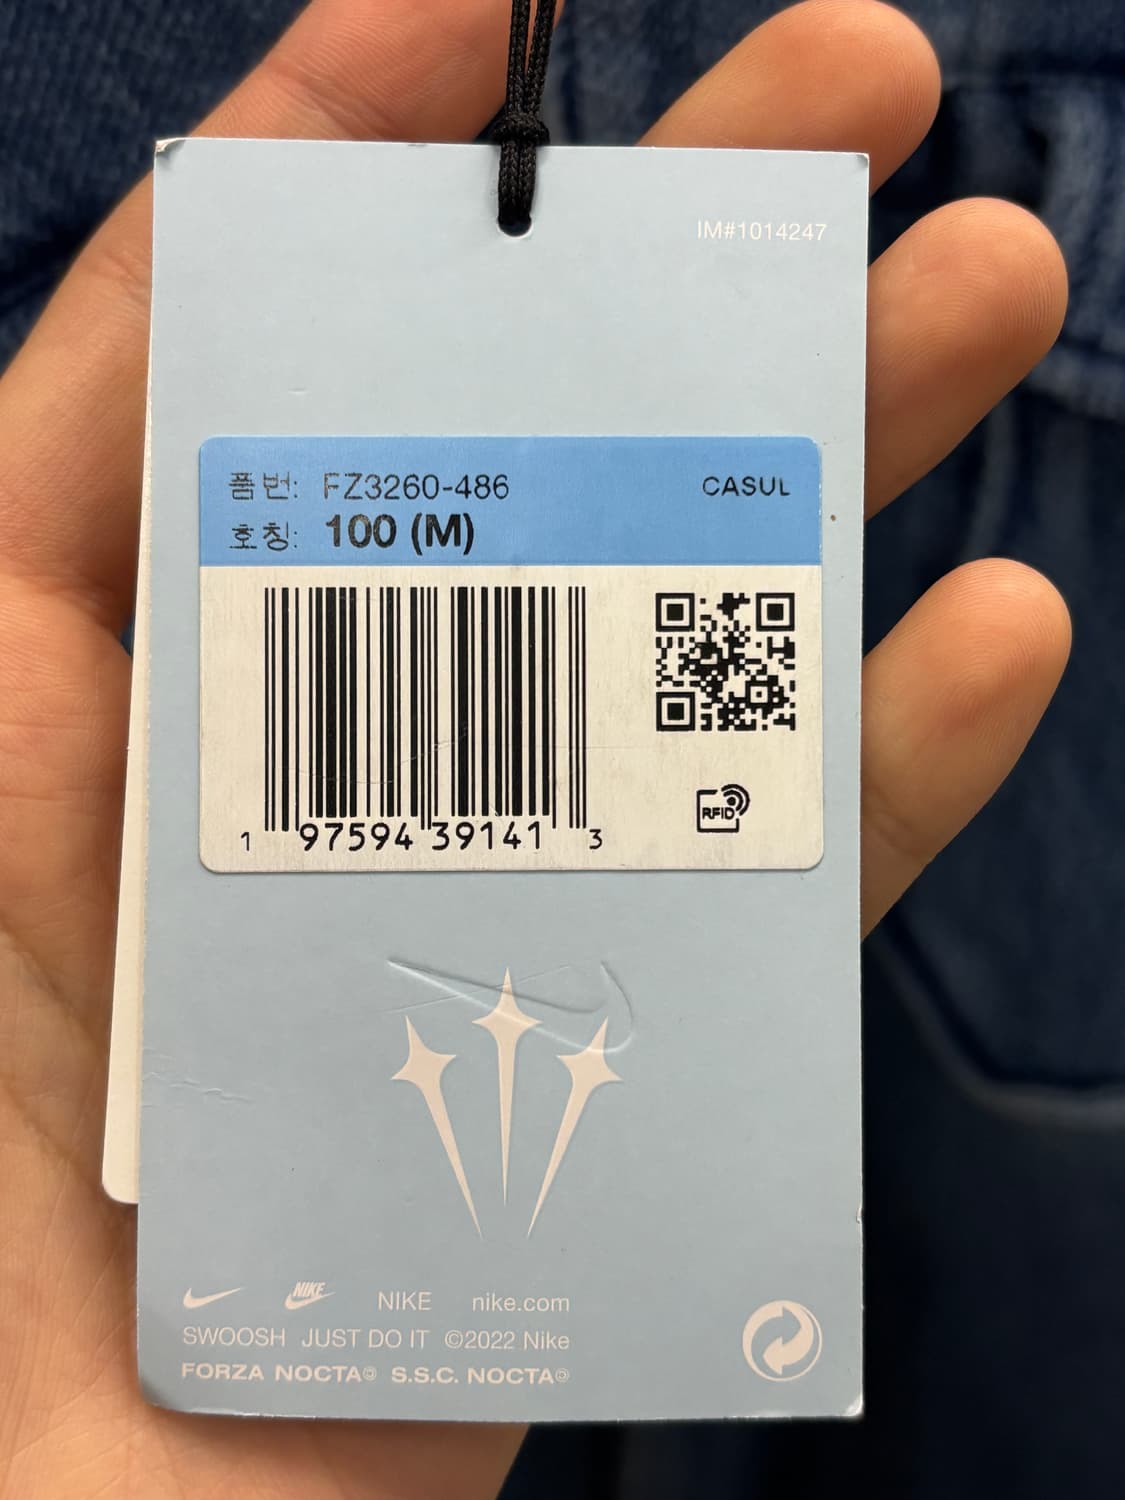 IM#1014247
품번: FZ3260-486 CASUL
호칭: 100 (M)
1 97594 39141 3
RFID
NIKE NIKE nike.com
SWOOSH JUST DO IT ©2022 Nike
FORZA NOCTA© S.S.C. NOCTA©